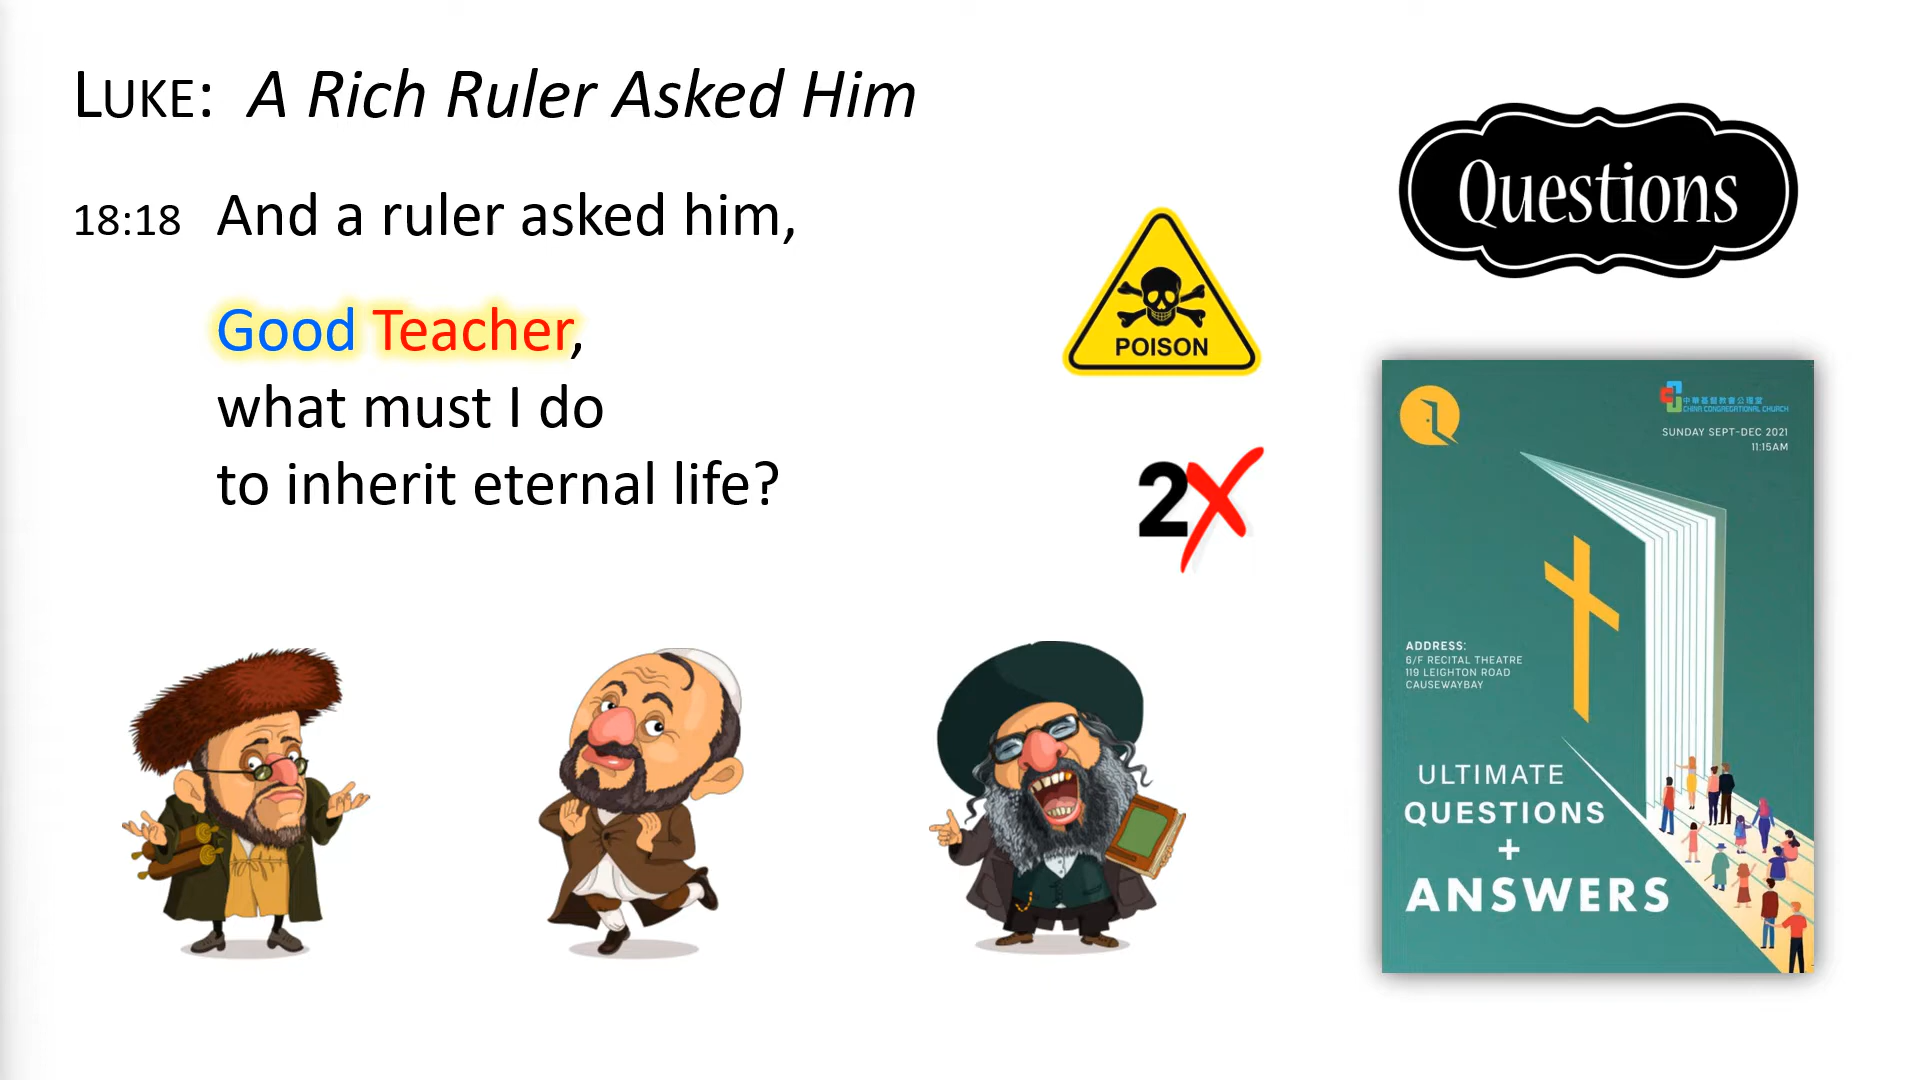 LUKE: A Rich Ruler Asked Him
18:18 And a ruler asked him,
Good Teacher,
what must I do
to inherit eternal life?
POISON
2X
Questions
中華基督教會公理堂
CHINA CONGREGATIONAL CHURCH
SUNDAY SEPT-DEC 2021
11:15AM
ADDRESS:
6/F RECITAL THEATRE
119 LEIGHTON ROAD
CAUSEWAYBAY
ULTIMATE
QUESTIONS
+
ANSWERS